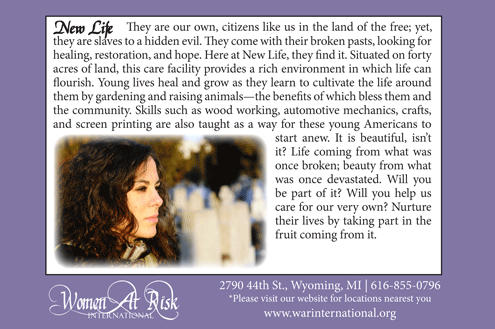 New Life They are our own, citizens like us in the land of the free; yet,
they are slaves to a hidden evil. They come with their broken pasts, looking for
healing, restoration, and hope. Here at New Life, they find it. Situated on forty
acres of land, this care facility provides a rich environment in which life can
flourish. Young lives heal and grow as they learn to cultivate the life around
them by gardening and raising animals—the benefits of which bless them and
the community. Skills such as wood working, automotive mechanics, crafts,
and screen printing are also taught as a way for these young Americans to
start anew. It is beautiful, isn't
it? Life coming from what was
once broken; beauty from what
was once devastated. Will you
be part of it? Will you help us
care for our very own? Nurture
their lives by taking part in the
fruit coming from it.
Women At Risk
INTERNATIONAL
2790 44th St., Wyoming, MI | 616-855-0796
*Please visit our website for locations nearest you
www.warinternational.org